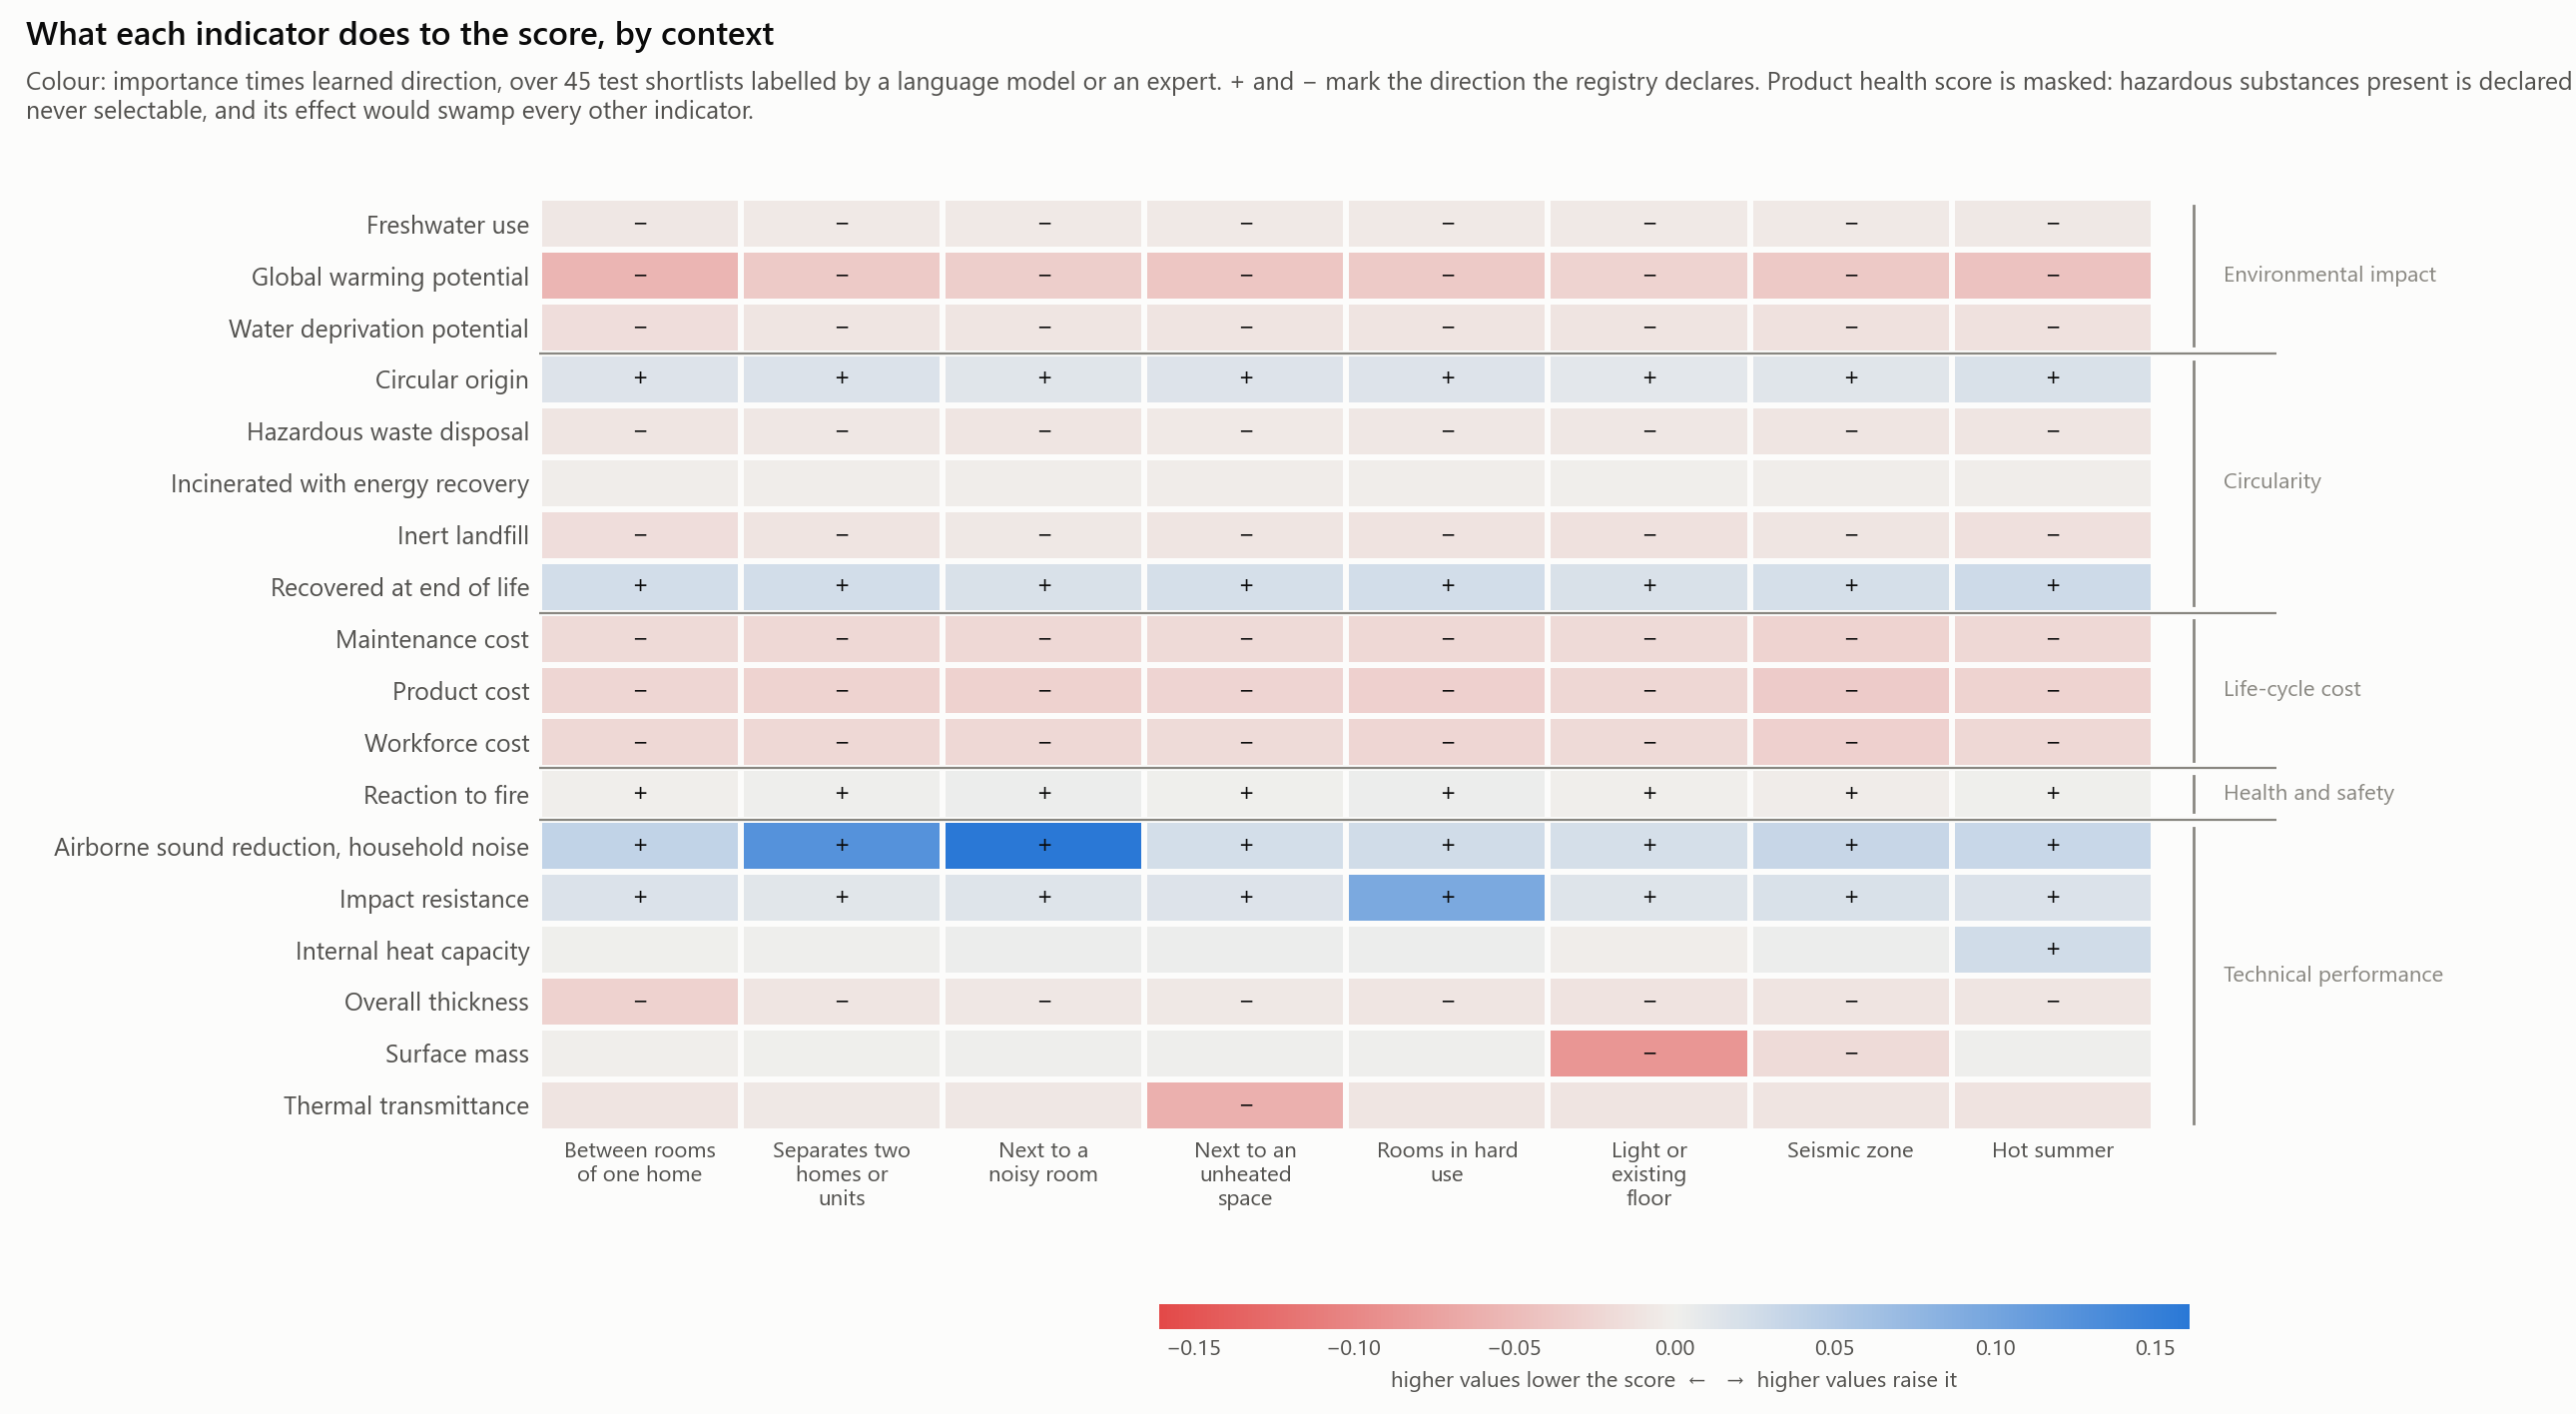 What each indicator does to the score, by context
Colour: importance times learned direction, over 45 test shortlists labelled by a language model or an expert. + and − mark the direction the registry declares. Product health score is masked: hazardous substances present is declared
never selectable, and its effect would swamp every other indicator.
Freshwater use − − − − − − − −
Global warming potential − − − − − − − − Environmental impact
Water deprivation potential − − − − − − − −
Circular origin + + + + + + + +
Hazardous waste disposal − − − − − − − −
Incinerated with energy recovery Circularity
Inert landfill − − − − − − − −
Recovered at end of life + + + + + + + +
Maintenance cost − − − − − − − −
Product cost − − − − − − − − Life-cycle cost
Workforce cost − − − − − − − −
Reaction to fire + + + + + + + + Health and safety
Airborne sound reduction, household noise + + + + + + + +
Impact resistance + + + + + + + +
Internal heat capacity +
Technical performance
Overall thickness − − − − − − − −
Surface mass − −
Thermal transmittance −
Between rooms
of one home
Separates two
homes or
units
Next to a
noisy room
Next to an
unheated
space
Rooms in hard
use
Light or
existing
floor
Seismic zone
Hot summer
−0.15 −0.10 −0.05 0.00 0.05 0.10 0.15
higher values lower the score ← → higher values raise it